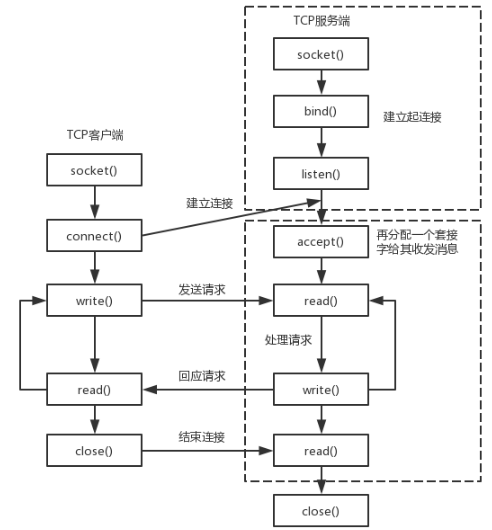 TCP服务端
socket()
bind()
建立起连接
listen()
TCP客户端
socket()
建立连接
connect()
accept()
再分配一个套接
字给其收发消息
write()
发送请求
read()
处理请求
read()
回应请求
write()
close()
结束连接
read()
close()